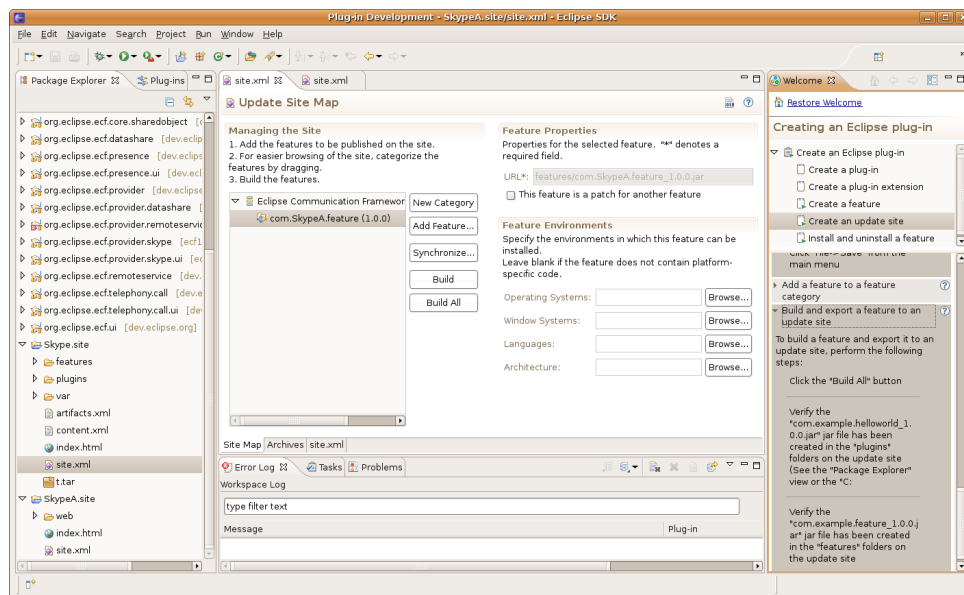 Plug-in Development - SkypeA.site/site.xml - Eclipse SDK
File Edit Navigate Search Project Run Window Help
Package Explorer
Plug-ins
org.eclipse.ecf.core.sharedobject
org.eclipse.ecf.datashare [dev.eclip
org.eclipse.ecf.presence [dev.eclips
org.eclipse.ecf.presence.ui [dev.ecl
org.eclipse.ecf.provider [dev.eclipse
org.eclipse.ecf.provider.datashare [
org.eclipse.ecf.provider.remoteservic
org.eclipse.ecf.provider.skype [ecf1
org.eclipse.ecf.provider.skype.ui [ec
org.eclipse.ecf.remoteservice [dev.
org.eclipse.ecf.telephony.call [dev.e
org.eclipse.ecf.telephony.call.ui [de
org.eclipse.ecf.ui [dev.eclipse.org]
Skype.site
features
plugins
var
artifacts.xml
content.xml
index.html
site.xml
t.tar
SkypeA.site
web
index.html
site.xml
site.xml
site.xml
Update Site Map
Managing the Site
1. Add the features to be published on the site.
2. For easier browsing of the site, categorize the
features by dragging.
3. Build the features.
Eclipse Communication Framewor
com.SkypeA.feature (1.0.0)
New Category
Add Feature...
Synchronize...
Build
Build All
Feature Properties
Properties for the selected feature. "*" denotes a
required field.
URL*: features/com.SkypeA.feature_1.0.0.jar
This feature is a patch for another feature
Feature Environments
Specify the environments in which this feature can be
installed.
Leave blank if the feature does not contain platform-
specific code.
Operating Systems: Browse...
Window Systems: Browse...
Languages: Browse...
Architecture: Browse...
Site Map Archives site.xml
Error Log Tasks Problems
Workspace Log
type filter text
Message Plug-in
Welcome
Restore Welcome
Creating an Eclipse plug-in
Create an Eclipse plug-in
Create a plug-in
Create a plug-in extension
Create a feature
Create an update site
Install and uninstall a feature
Click "File-> Save" from the
main menu
Add a feature to a feature
category
Build and export a feature to an
update site
To build a feature and export it to an
update site, perform the following
steps:
Click the "Build All" button
Verify the
"com.example.helloworld_1.
0.0.jar" jar file has been
created in the "plugins"
folders on the update site
(See the "Package Explorer"
view or the "C:
Verify the
"com.example.feature_1.0.0.j
ar" jar file has been created
in the "features" folders on
the update site